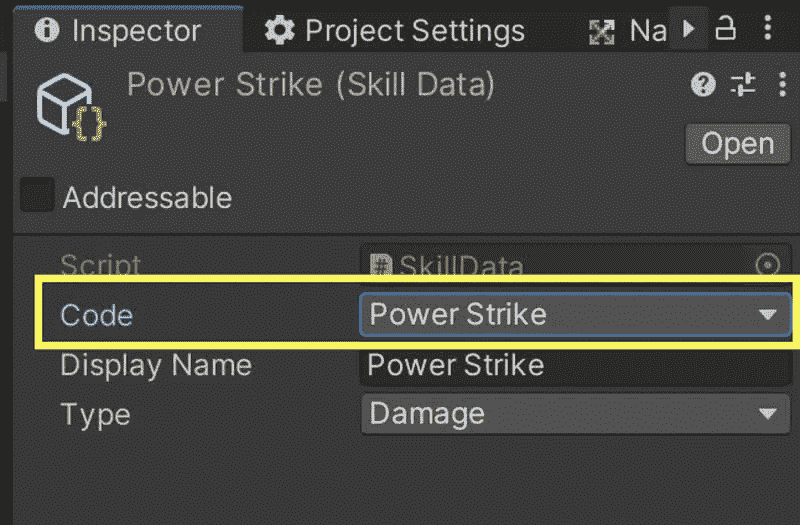 Inspector Project Settings Na
Power Strike (Skill Data)
Open
Addressable
Script # SkillData
Code Power Strike
Display Name Power Strike
Type Damage